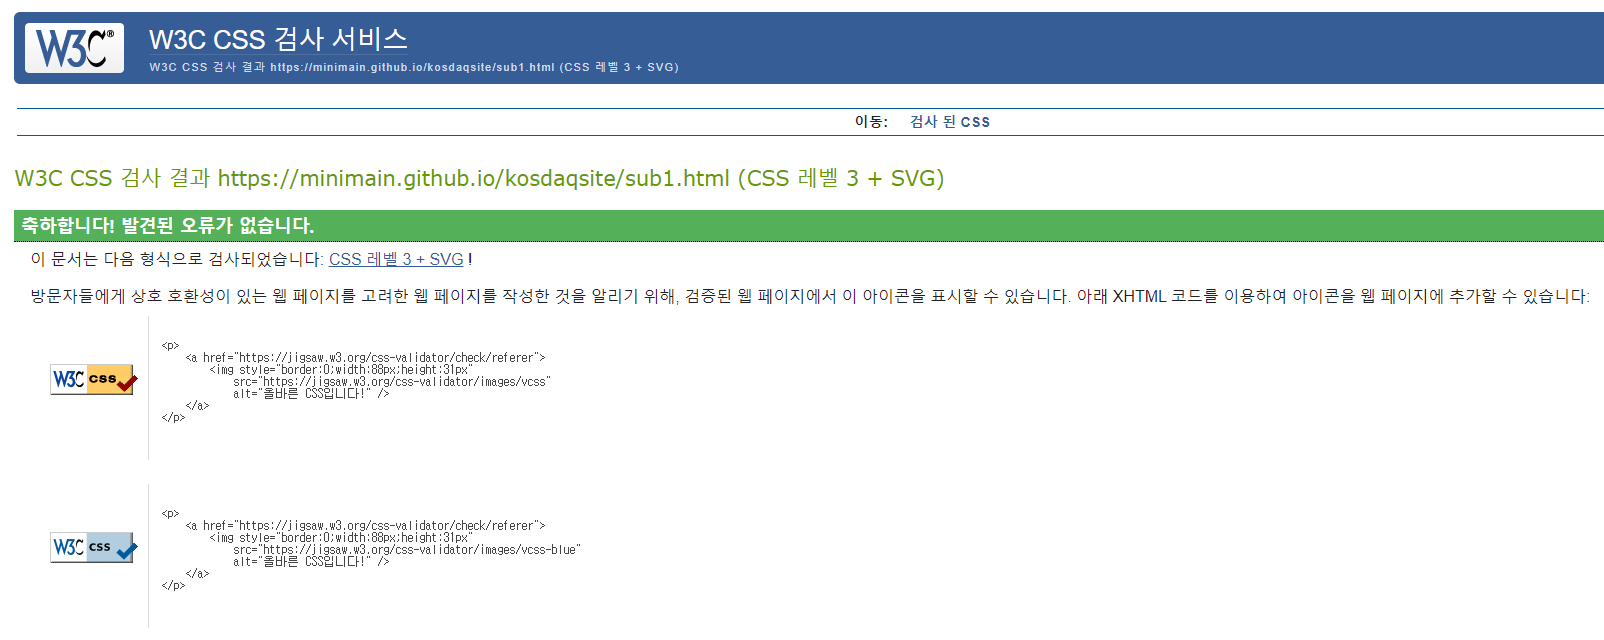 W3C® W3C CSS 검사 서비스
W3C CSS 검사 결과 https://minimain.github.io/kosdaqsite/sub1.html (CSS 레벨 3 + SVG)
이동: 검사 된 CSS
W3C CSS 검사 결과 https://minimain.github.io/kosdaqsite/sub1.html (CSS 레벨 3 + SVG)
축하합니다! 발견된 오류가 없습니다.
이 문서는 다음 형식으로 검사되었습니다: CSS 레벨 3 + SVG !
방문자들에게 상호 호환성이 있는 웹 페이지를 고려한 웹 페이지를 작성한 것을 알리기 위해, 검증된 웹 페이지에서 이 아이콘을 표시할 수 있습니다. 아래 XHTML 코드를 이용하여 아이콘을 웹 페이지에 추가할 수 있습니다:
W3C css
<p>
<a href="https://jigsaw.w3.org/css-validator/check/referer">
<img style="border:0;width:88px;height:31px"
src="https://jigsaw.w3.org/css-validator/images/vcss"
alt="올바른 CSS입니다!" />
</a>
</p>
W3C css
<p>
<a href="https://jigsaw.w3.org/css-validator/check/referer">
<img style="border:0;width:88px;height:31px"
src="https://jigsaw.w3.org/css-validator/images/vcss-blue"
alt="올바른 CSS입니다!" />
</a>
</p>